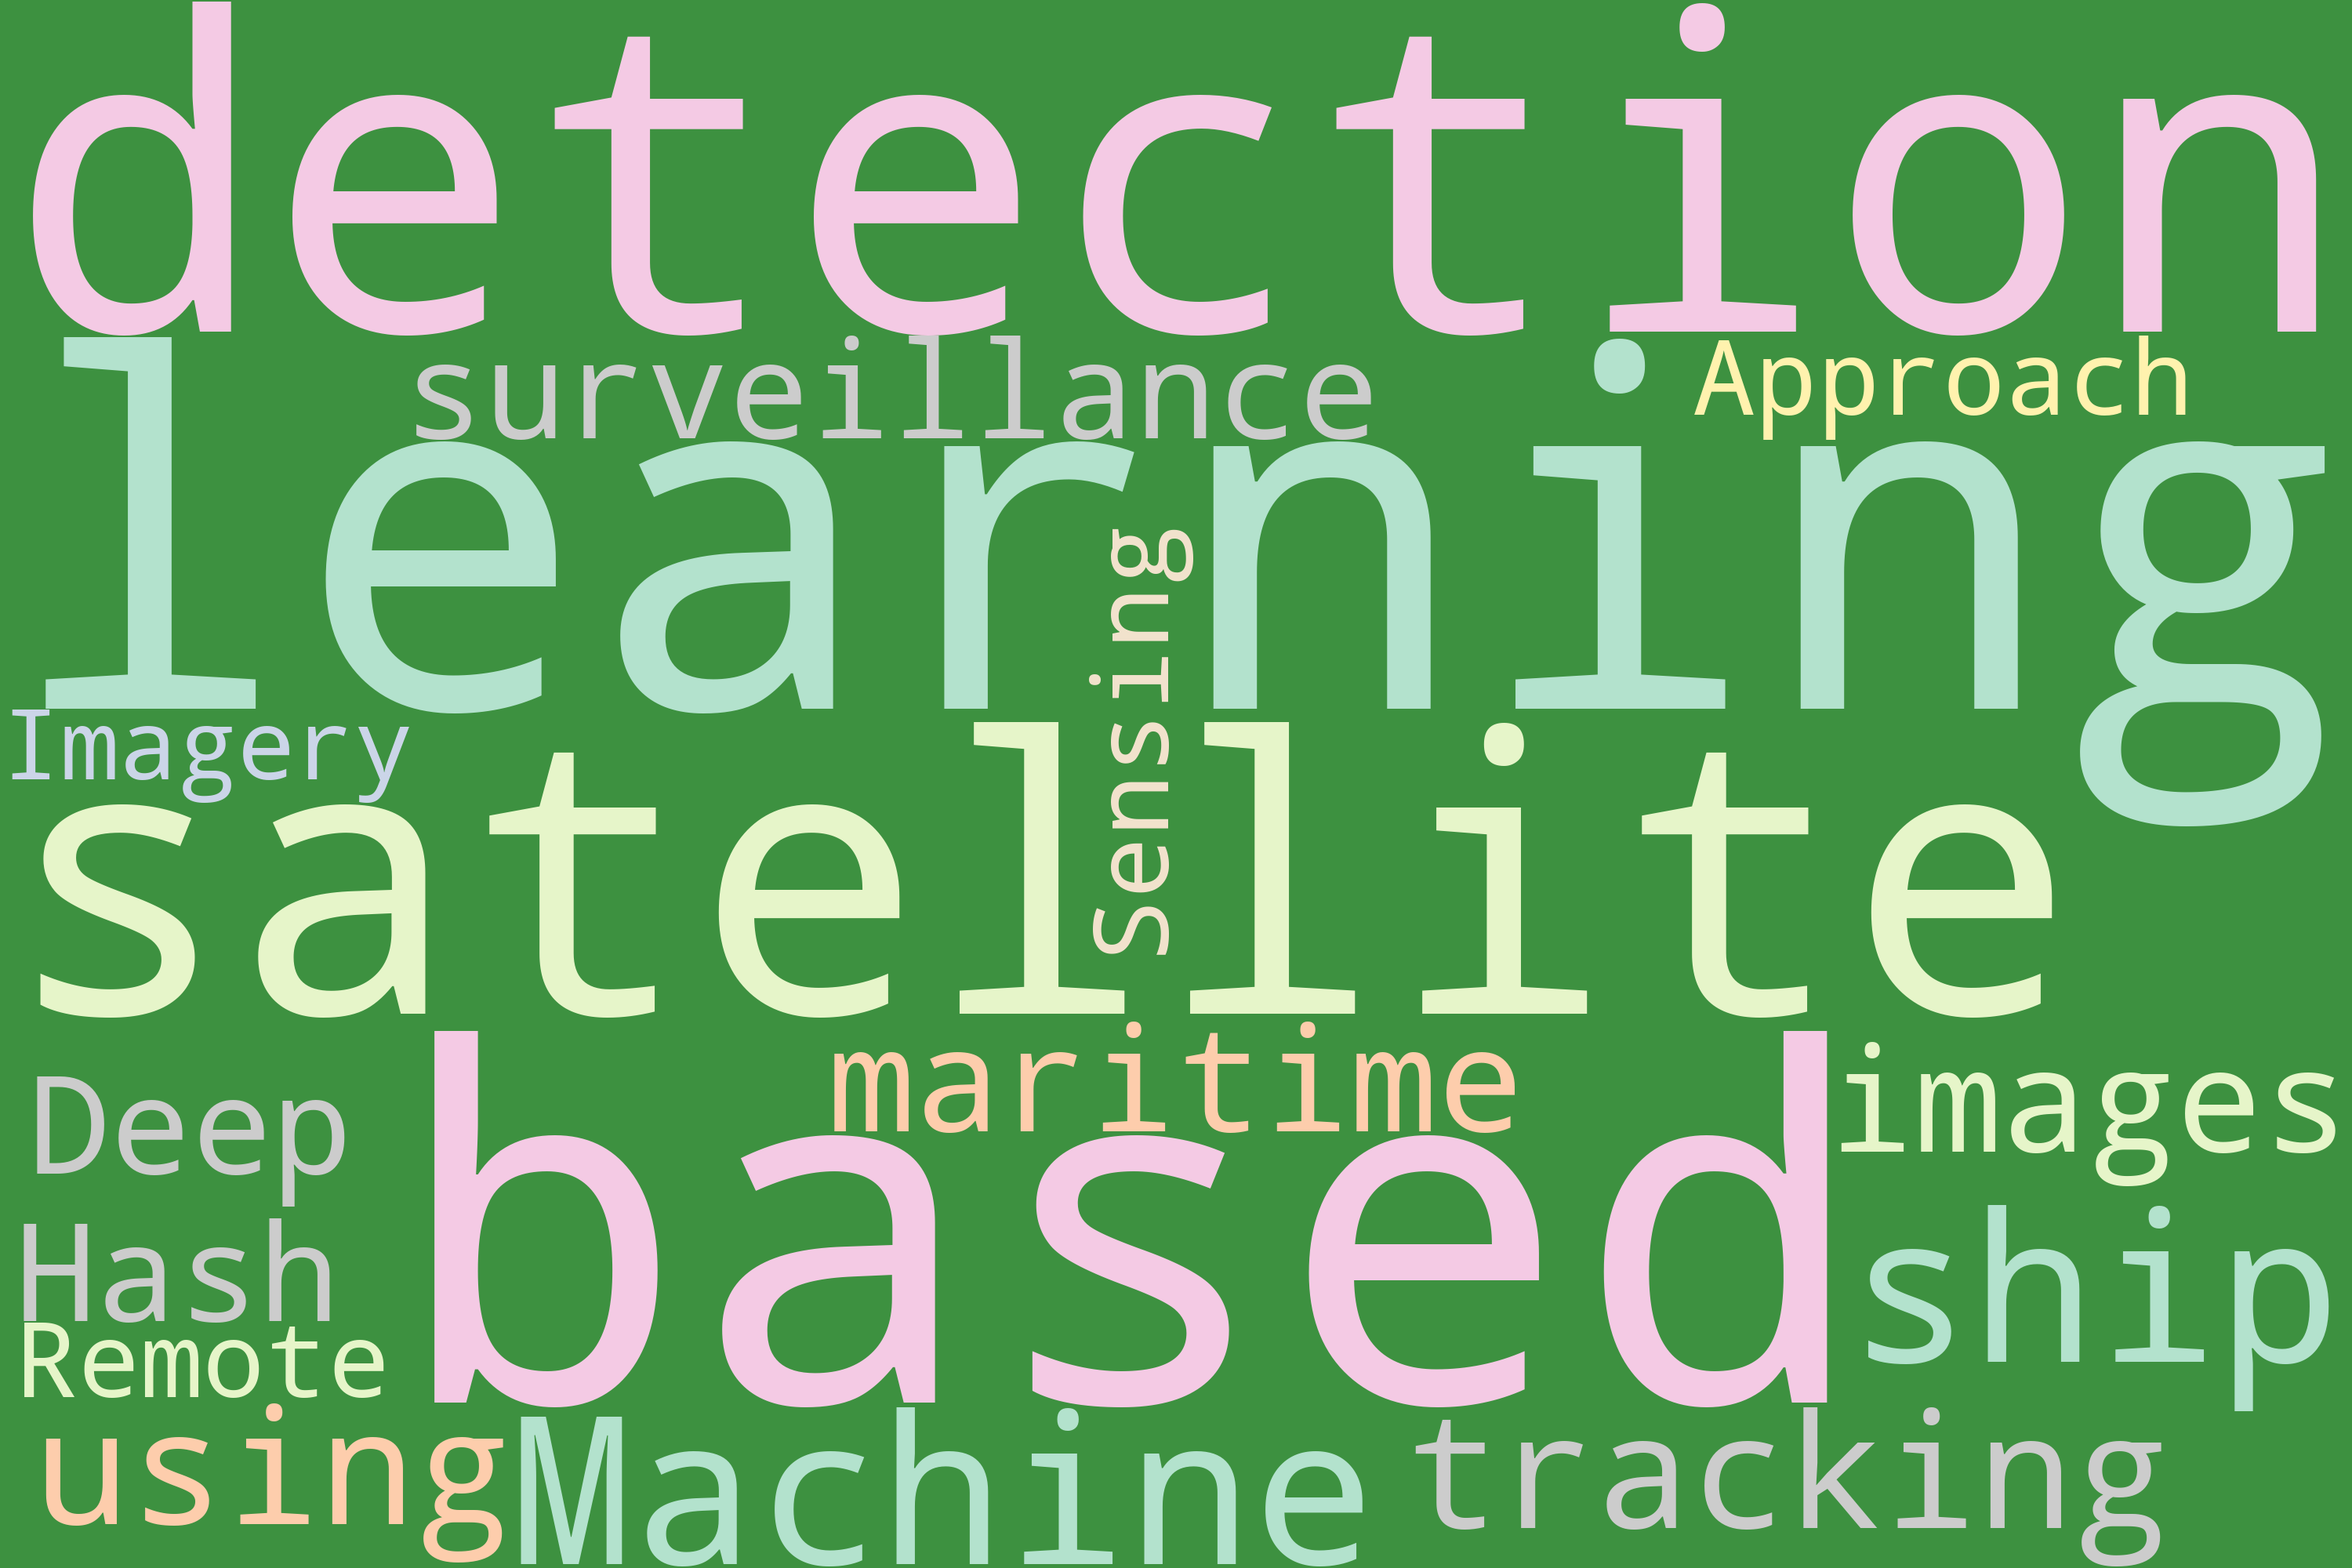 detection
surveillance
Approach
learning
Sensing
Imagery
satellite
maritime
images
Deep
based
Hash
ship
Remote
using
Machine
tracking